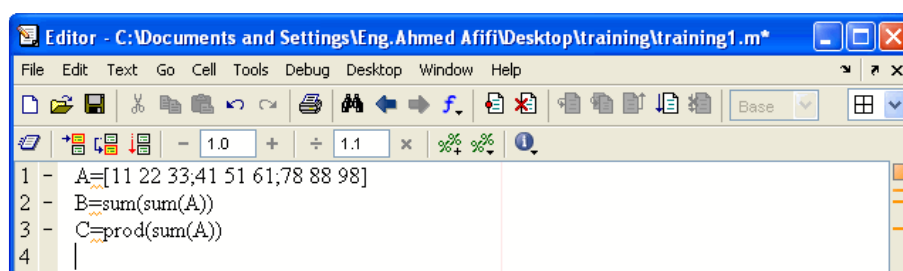 Editor - C:\Documents and Settings\Eng.Ahmed Afifi\Desktop\training\training1.m*
File Edit Text Go Cell Tools Debug Desktop Window Help
Base
1.0 1.1
1 - A=[11 22 33;41 51 61;78 88 98]
2 - B=sum(sum(A))
3 - C=prod(sum(A))
4